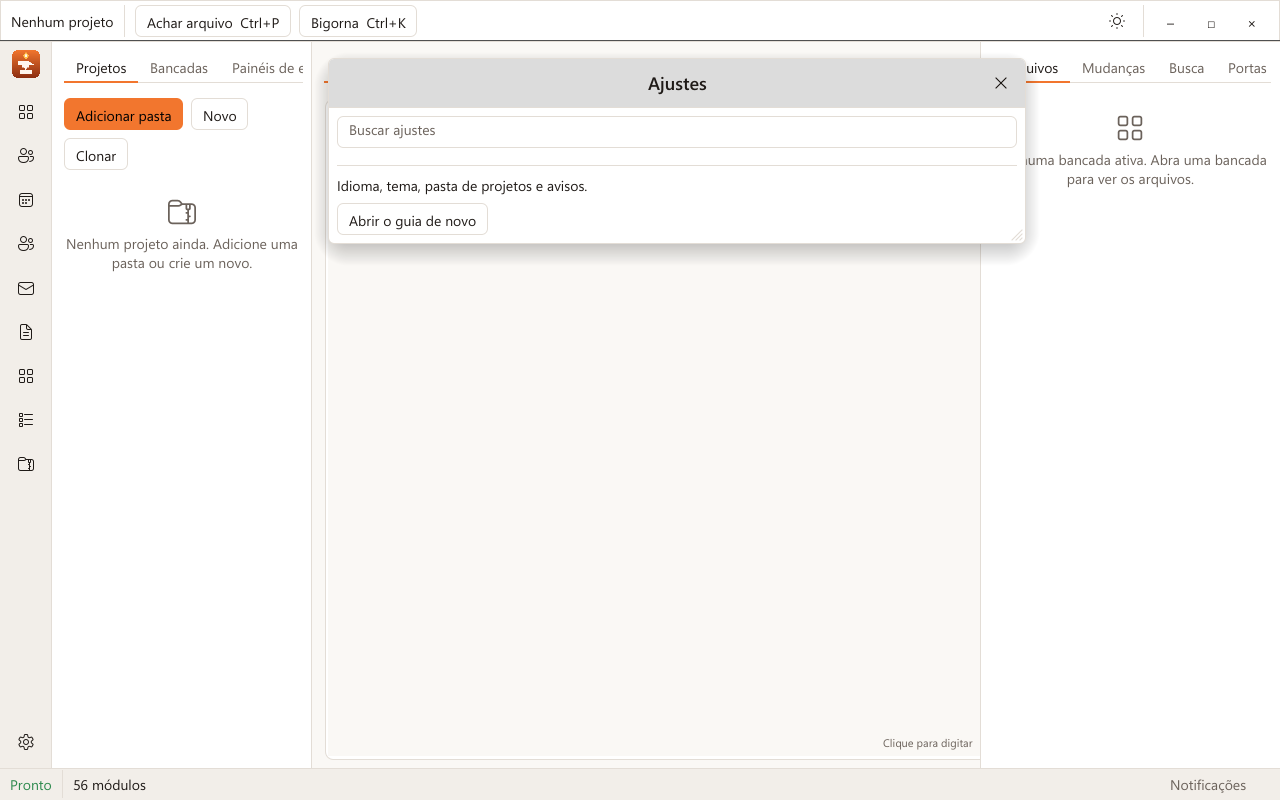 Nenhum projeto
Achar arquivo Ctrl+P
Bigorna Ctrl+K
Projetos
Bancadas
Painéis de e
Adicionar pasta
Novo
Clonar
Nenhum projeto ainda. Adicione uma
pasta ou crie um novo.
Ajustes
Buscar ajustes
Idioma, tema, pasta de projetos e avisos.
Abrir o guia de novo
Clique para digitar
uivos
Mudanças
Busca
Portas
uma bancada ativa. Abra uma bancada
para ver os arquivos.
Pronto
56 módulos
Notificações